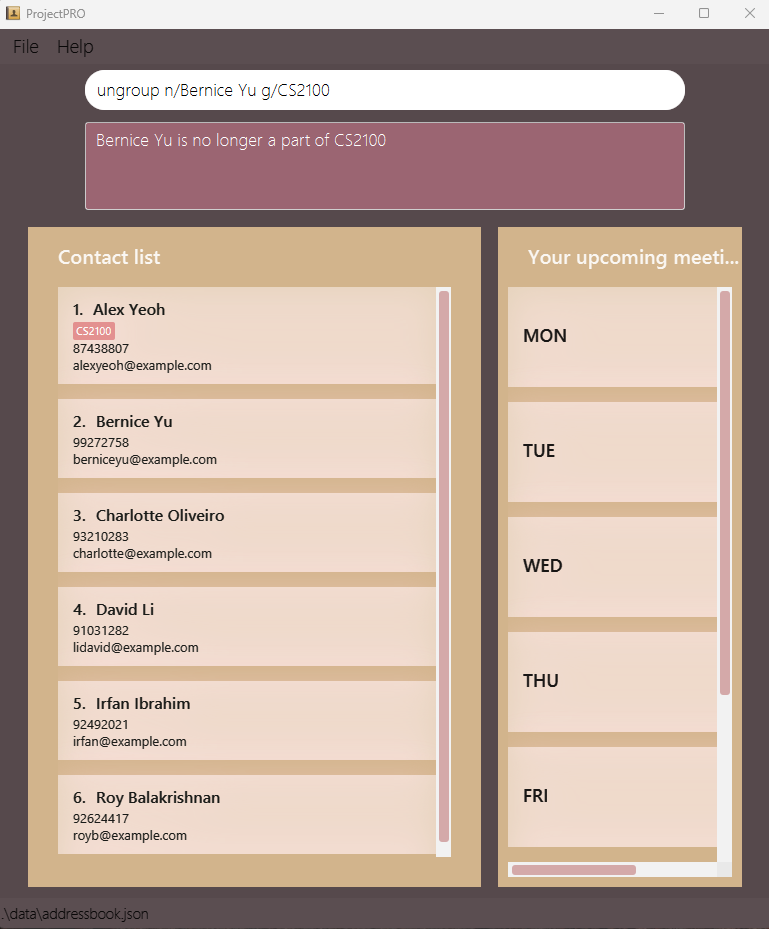 ProjectPRO
File Help
ungroup n/Bernice Yu g/CS2100
Bernice Yu is no longer a part of CS2100
Contact list
1. Alex Yeoh
CS2100
87438807
alexyeoh@example.com
2. Bernice Yu
99272758
berniceyu@example.com
3. Charlotte Oliveiro
93210283
charlotte@example.com
4. David Li
91031282
lidavid@example.com
5. Irfan Ibrahim
92492021
irfan@example.com
6. Roy Balakrishnan
92624417
royb@example.com
Your upcoming meeti...
MON
TUE
WED
THU
FRI
.\data\addressbook.json